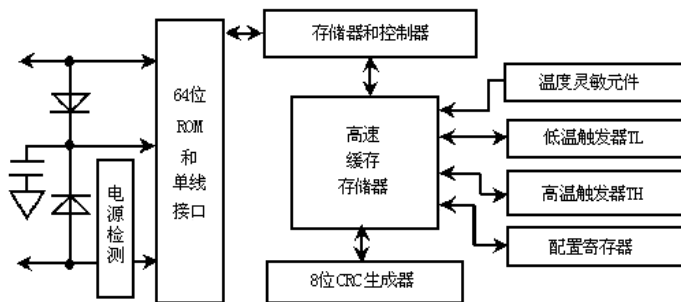 存储器和控制器
64位
ROM
和
单线
接口
电
源
检
测
高速
缓存
存储器
温度灵敏元件
低温触发器TL
高温触发器TH
配置寄存器
8位CRC生成器